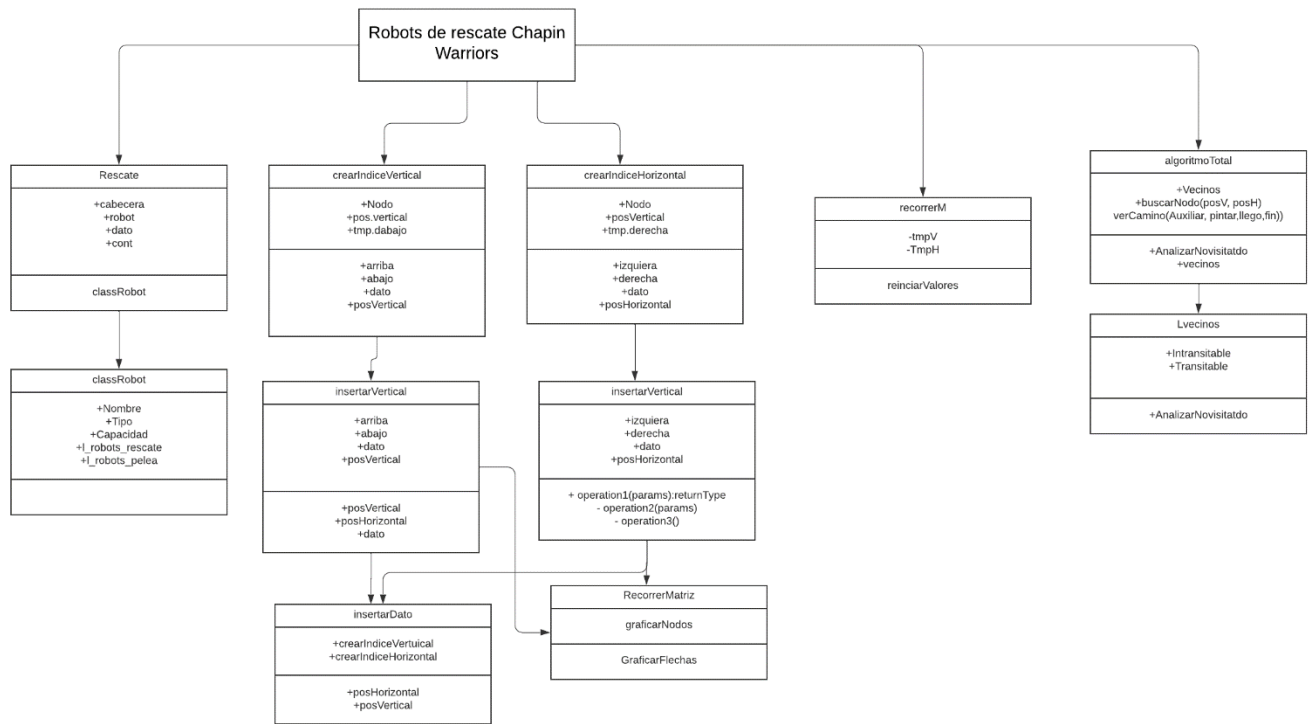 Robots de rescate Chapin
Warriors
Rescate
+cabecera
+robot
+dato
+cont
classRobot
classRobot
+Nombre
+Tipo
+Capacidad
+l_robots_rescate
+l_robots_pelea
crearIndiceVertical
+Nodo
+pos.vertical
+tmp.dabajo
+arriba
+abajo
+dato
+posVertical
insertarVertical
+arriba
+abajo
+dato
+posVertical
+posVertical
+posHorizontal
+dato
insertarDato
+crearIndiceVertuical
+crearIndiceHorizontal
+posHorizontal
+posVertical
crearIndiceHorizontal
+Nodo
+posVertical
+tmp.derecha
+izquiera
+derecha
+dato
+posHorizontal
insertarVertical
+izquiera
+derecha
+dato
+posHorizontal
+ operation1(params):returnType
- operation2(params)
- operation3()
RecorrerMatriz
graficarNodos
GraficarFlechas
recorrerM
-tmpV
-TmpH
reinciarValores
algoritmoTotal
+Vecinos
+buscarNodo(posV, posH)
verCamino(Auxiliar, pintar,llego,fin))
+AnalizarNovisitatdo
+vecinos
Lvecinos
+Intransitable
+Transitable
+AnalizarNovisitatdo